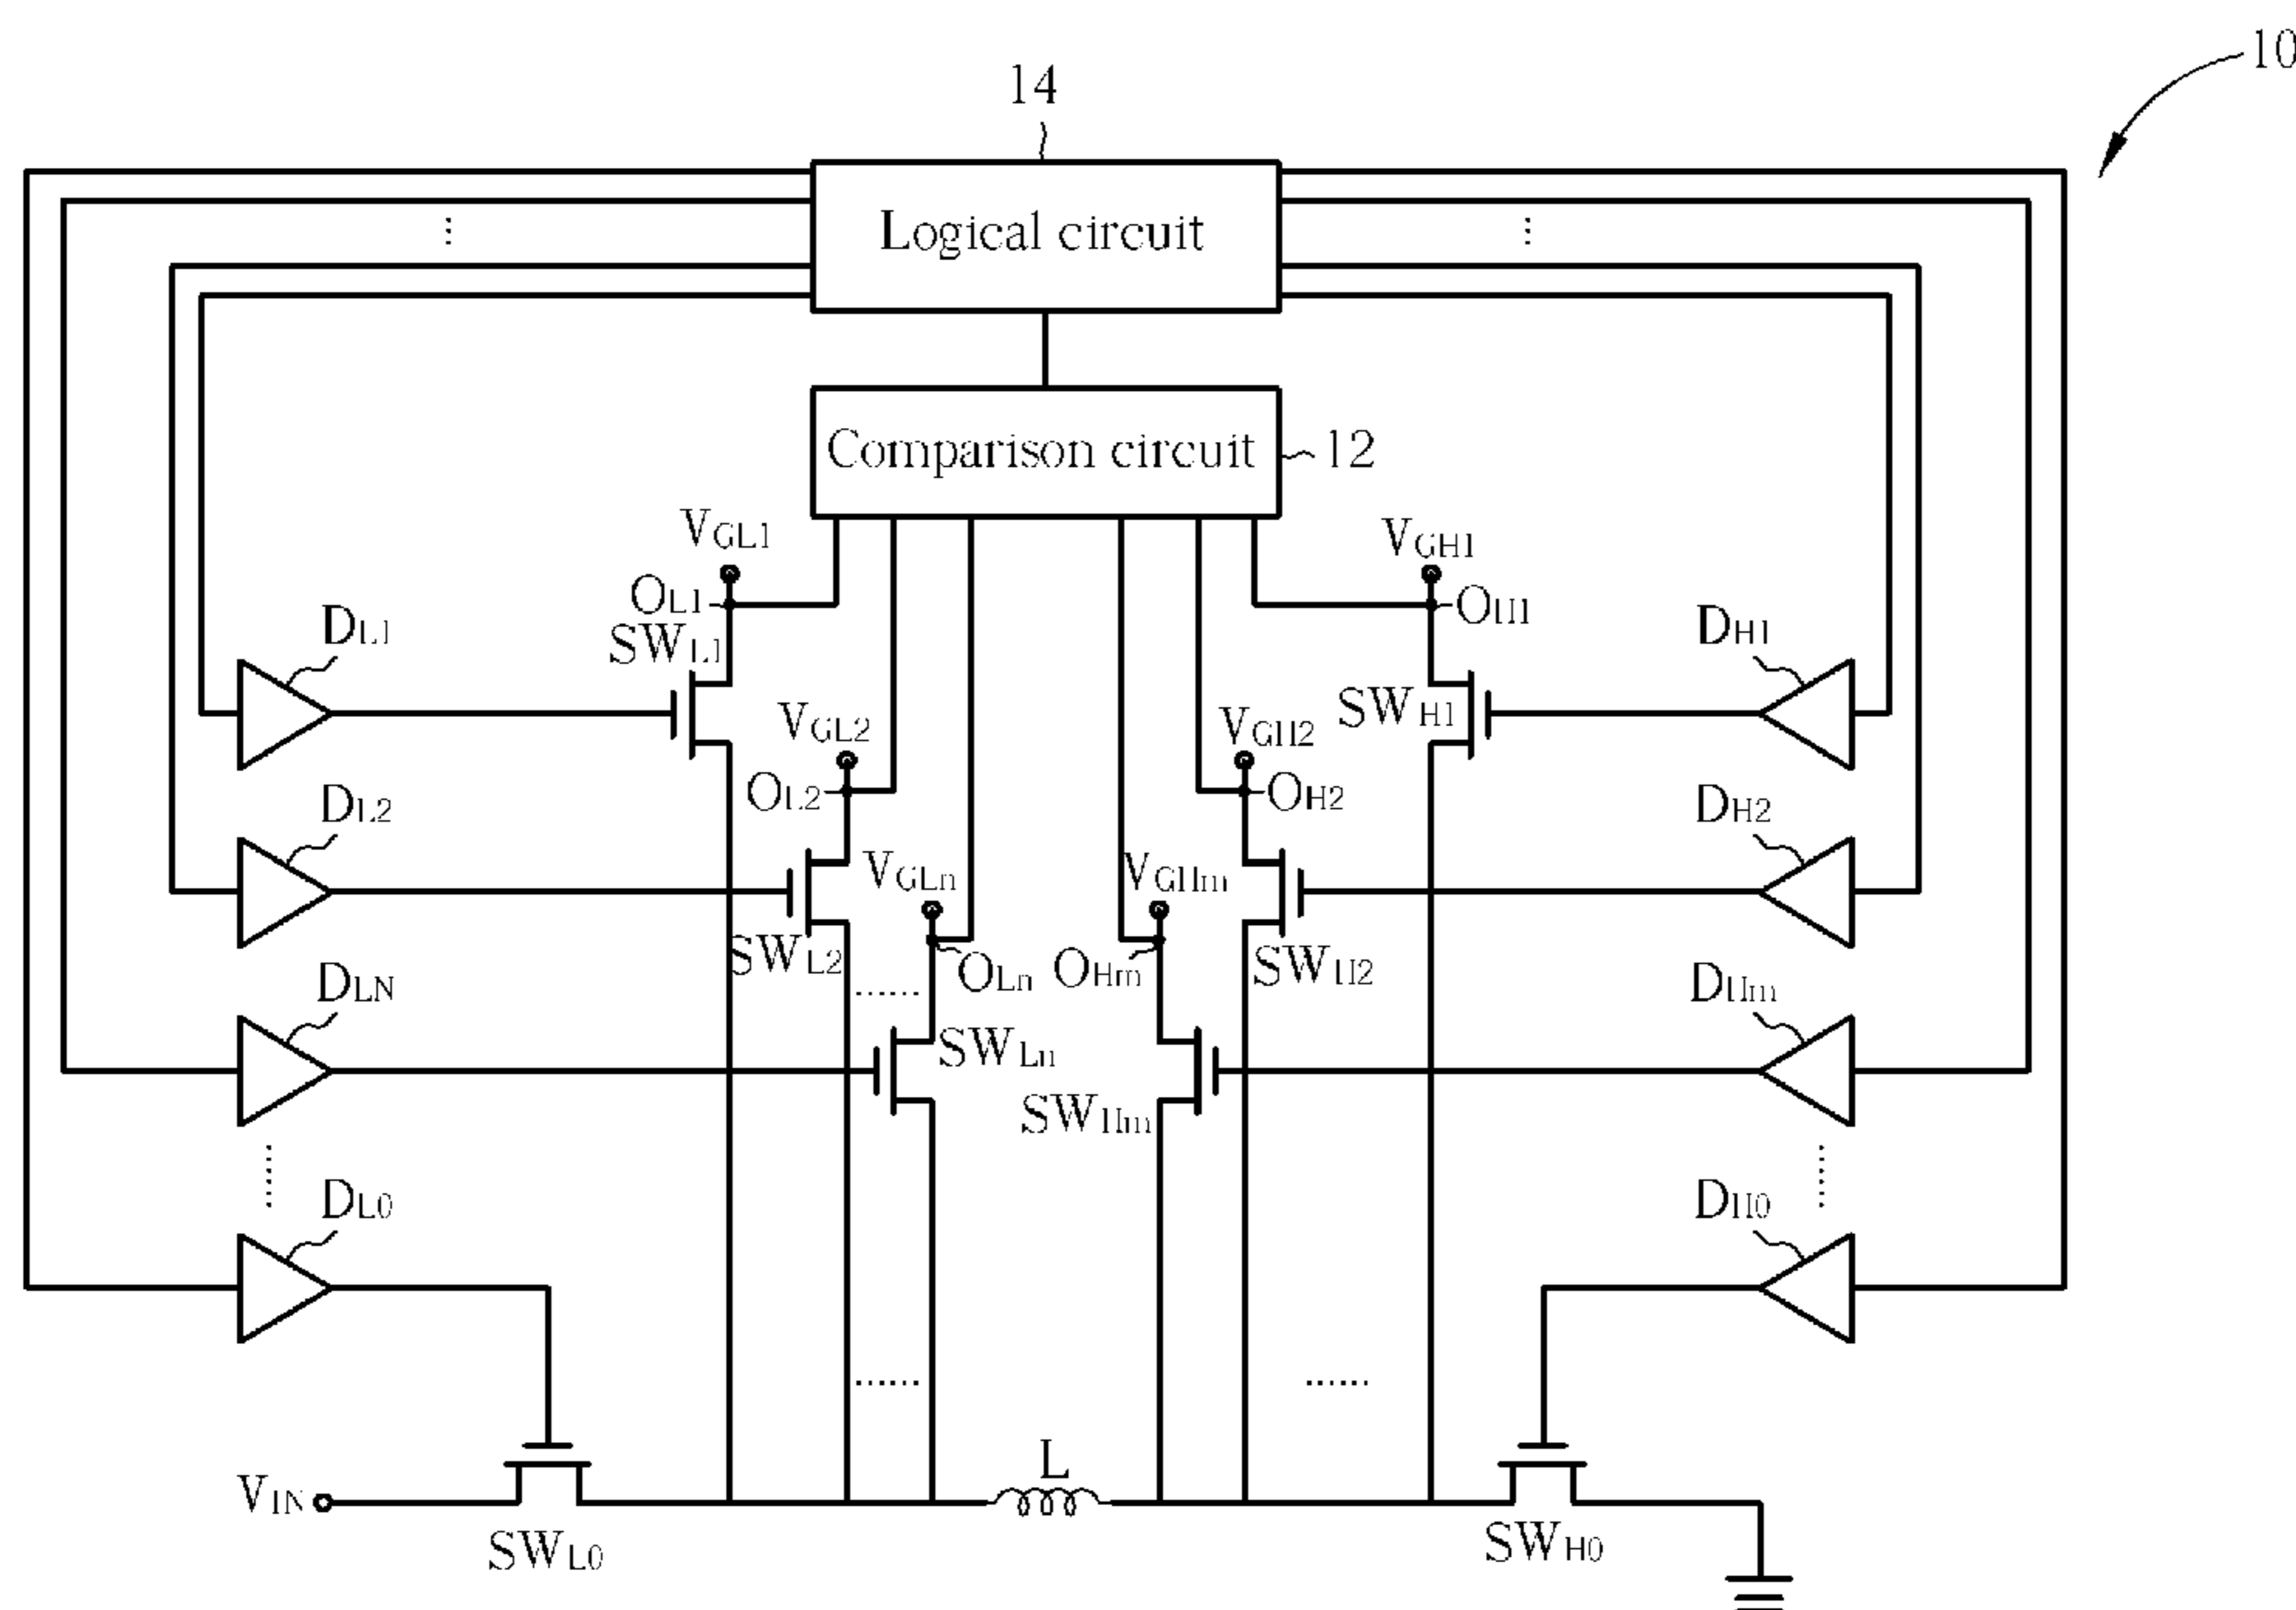 10
14
Logical circuit
Comparison circuit
12
VGL1
VGH1
OL1
OH1
DL1
SWL1
DH1
SWH1
VGL2
VGH2
OL2
OH2
DL2
DH2
VGLn
VGHm
SWL2
OLn
OHm
SWH2
DLN
DHm
SWLn
SWHm
DL0
DH0
L
VIN
SWL0
SWH0